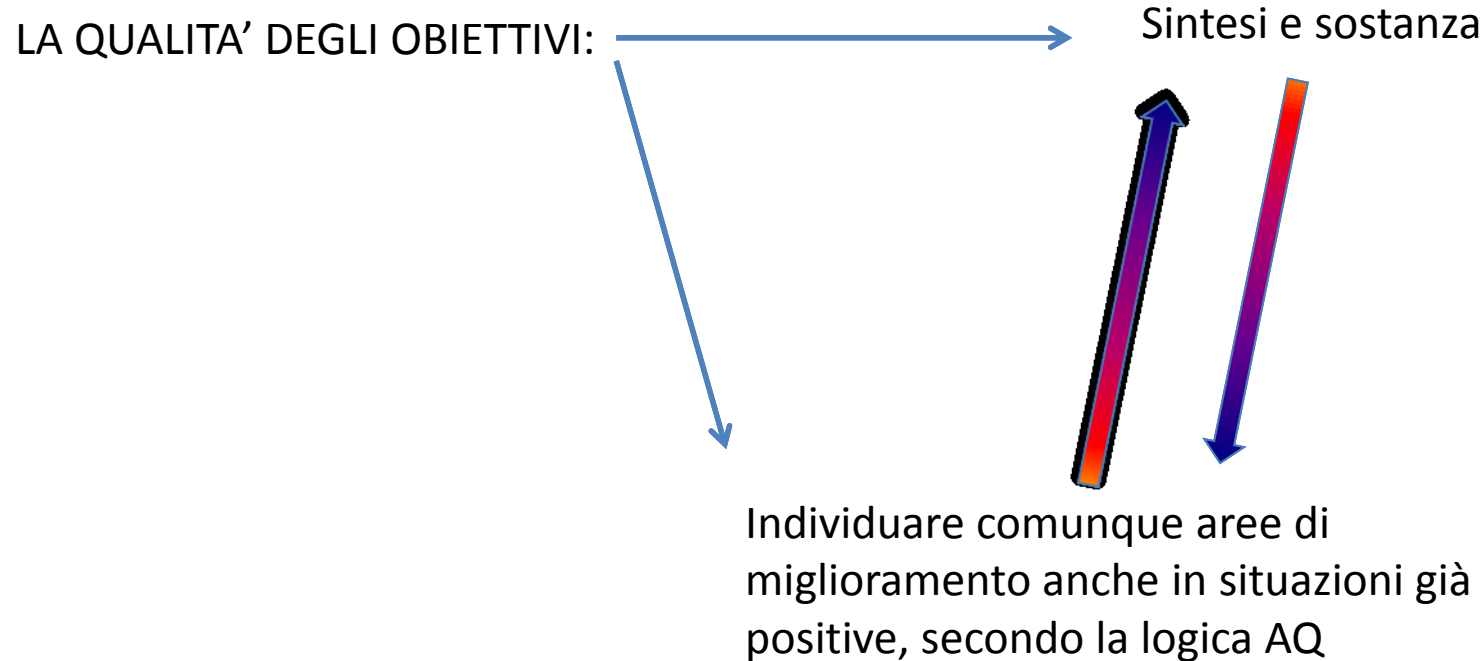 LA QUALITA’ DEGLI OBIETTIVI:
Sintesi e sostanza
Individuare comunque aree di
miglioramento anche in situazioni già
positive, secondo la logica AQ